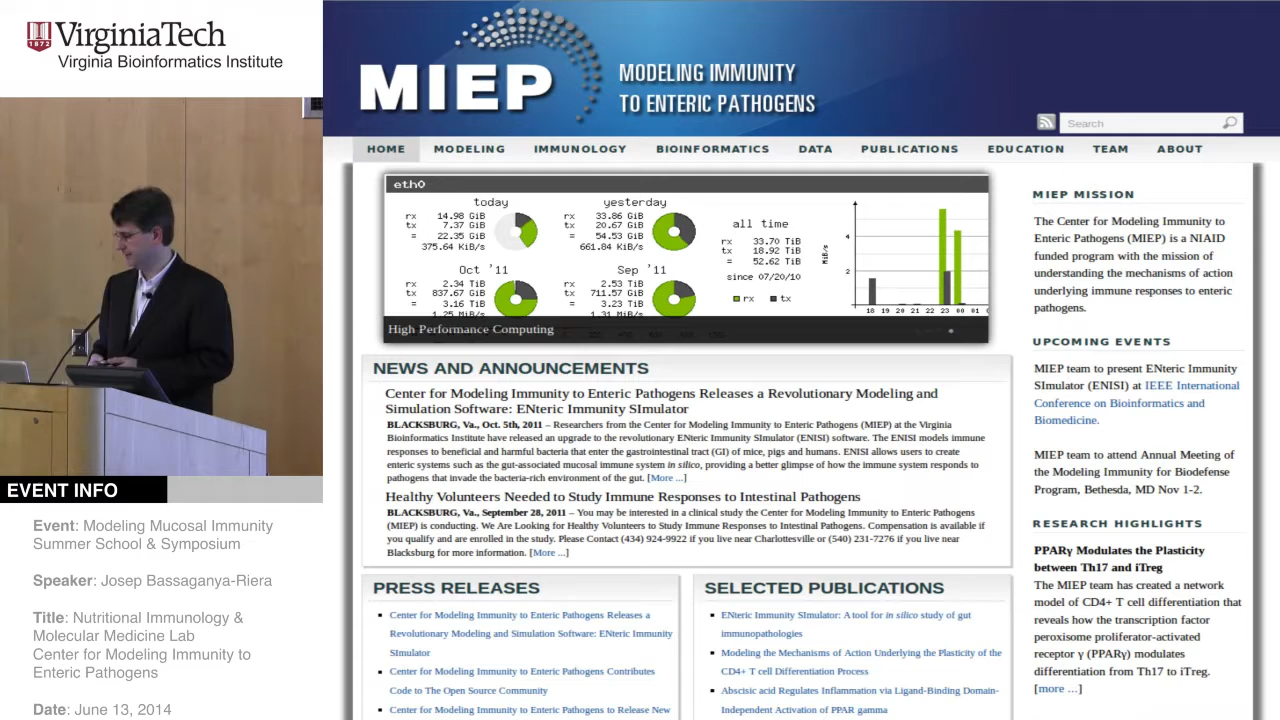 VirginiaTech
1872
Virginia Bioinformatics Institute
EVENT INFO
Event: Modeling Mucosal Immunity
Summer School & Symposium
Speaker: Josep Bassaganya-Riera
Title: Nutritional Immunology &
Molecular Medicine Lab
Center for Modeling Immunity to
Enteric Pathogens
Date: June 13, 2014
MIEP
MODELING IMMUNITY
TO ENTERIC PATHOGENS
Search
HOME MODELING IMMUNOLOGY BIOINFORMATICS DATA PUBLICATIONS EDUCATION TEAM ABOUT
eth0
today
rx 14.98 GiB
tx 7.37 GiB
= 22.35 GiB
375.64 KiB/s
yesterday
rx 33.86 GiB
tx 20.67 GiB
= 54.53 GiB
661.84 KiB/s
Oct '11
rx 2.34 TiB
tx 837.67 GiB
= 3.16 TiB
1.25 MiB/s
Sep '11
rx 2.53 TiB
tx 711.57 GiB
= 3.23 TiB
1.31 MiB/s
all time
rx 33.70 TiB
tx 18.92 TiB
= 52.62 TiB
since 07/20/10
rx tx
MiB/s
4
2
18 19 20 21 22 23 00 01
High Performance Computing
NEWS AND ANNOUNCEMENTS
Center for Modeling Immunity to Enteric Pathogens Releases a Revolutionary Modeling and
Simulation Software: ENteric Immunity SImulator
BLACKSBURG, Va., Oct. 5th, 2011 – Researchers from the Center for Modeling Immunity to Enteric Pathogens (MIEP) at the Virginia
Bioinformatics Institute have released an upgrade to the revolutionary ENteric Immunity SImulator (ENISI) software. The ENISI models immune
responses to beneficial and harmful bacteria that enter the gastrointestinal tract (GI) of mice, pigs and humans. ENISI allows users to create
enteric systems such as the gut-associated mucosal immune system in silico, providing a better glimpse of how the immune system responds to
pathogens that invade the bacteria-rich environment of the gut. [More ...]
Healthy Volunteers Needed to Study Immune Responses to Intestinal Pathogens
BLACKSBURG, Va., September 28, 2011 – You may be interested in a clinical study the Center for Modeling Immunity to Enteric Pathogens
(MIEP) is conducting. We Are Looking for Healthy Volunteers to Study Immune Responses to Intestinal Pathogens. Compensation is available if
you qualify and are enrolled in the study. Please Contact (434) 924-9922 if you live near Charlottesville or (540) 231-7276 if you live near
Blacksburg for more information. [More ...]
PRESS RELEASES
Center for Modeling Immunity to Enteric Pathogens Releases a
Revolutionary Modeling and Simulation Software: ENteric Immunity
SImulator
Center for Modeling Immunity to Enteric Pathogens Contributes
Code to The Open Source Community
Center for Modeling Immunity to Enteric Pathogens to Release New
SELECTED PUBLICATIONS
ENteric Immunity SImulator: A tool for in silico study of gut
immunopathologies
Modeling the Mechanisms of Action Underlying the Plasticity of the
CD4+ T cell Differentiation Process
Abscisic acid Regulates Inflammation via Ligand-Binding Domain-
Independent Activation of PPAR gamma
MIEP MISSION
The Center for Modeling Immunity to
Enteric Pathogens (MIEP) is a NIAID
funded program with the mission of
understanding the mechanisms of action
underlying immune responses to enteric
pathogens.
UPCOMING EVENTS
MIEP team to present ENteric Immunity
SImulator (ENISI) at IEEE International
Conference on Bioinformatics and
Biomedicine.
MIEP team to attend Annual Meeting of
the Modeling Immunity for Biodefense
Program, Bethesda, MD Nov 1-2.
RESEARCH HIGHLIGHTS
PPARγ Modulates the Plasticity
between Th17 and iTreg
The MIEP team has created a network
model of CD4+ T cell differentiation that
reveals how the transcription factor
peroxisome proliferator-activated
receptor γ (PPARγ) modulates
differentiation from Th17 to iTreg.
[more ...]